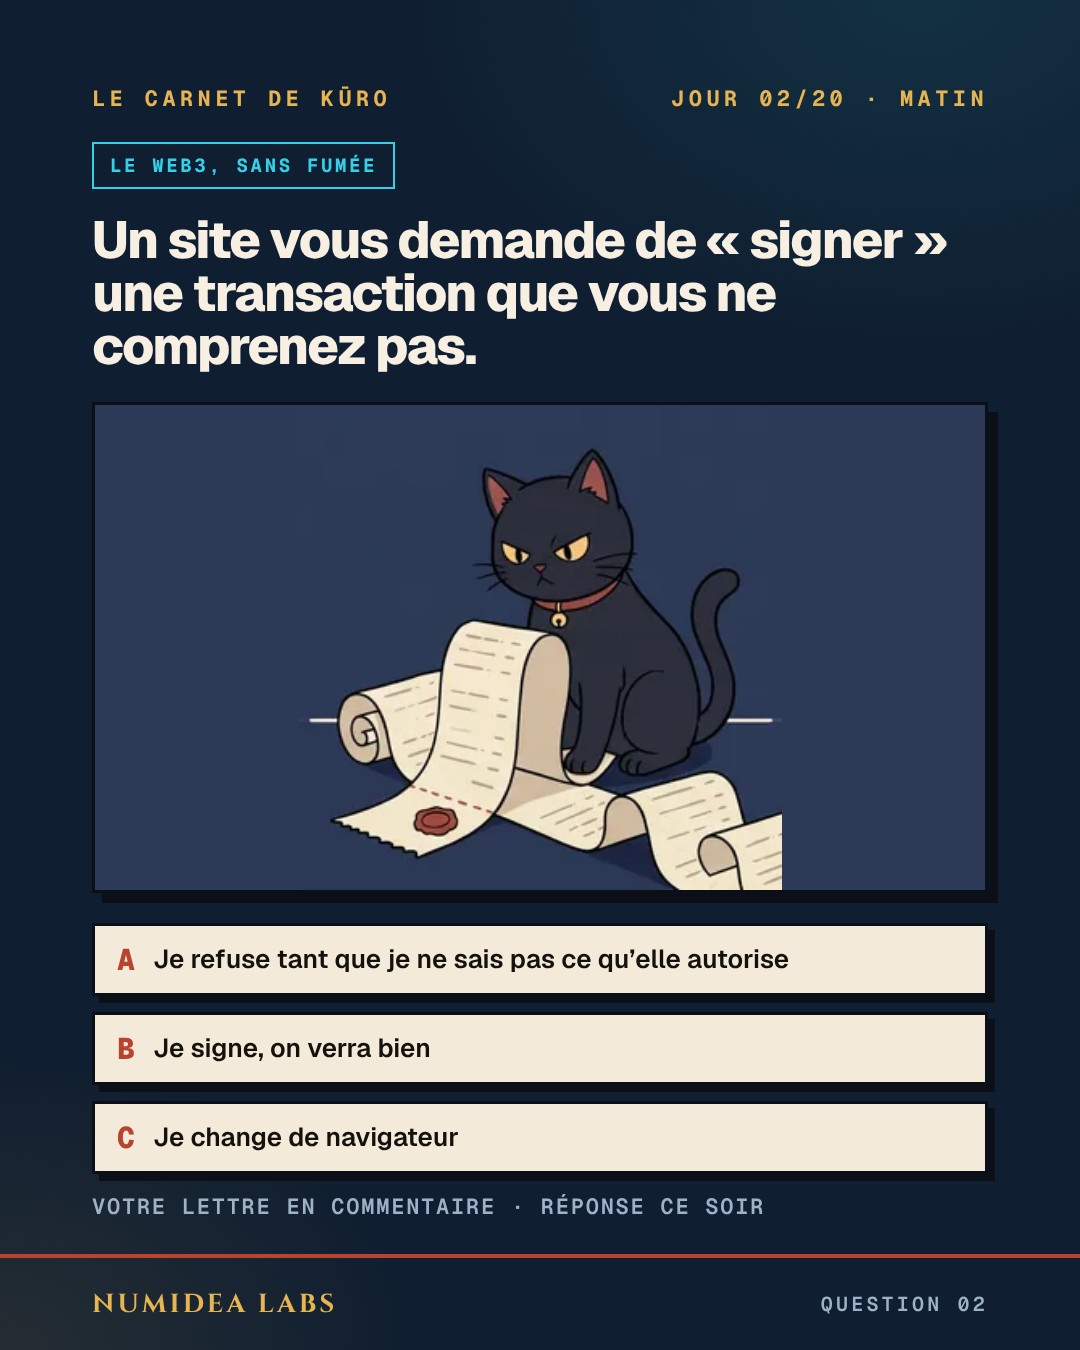 LE CARNET DE KŪRO
JOUR 02/20 · MATIN
LE WEB3, SANS FUMÉE
Un site vous demande de « signer »
une transaction que vous ne
comprenez pas.
A Je refuse tant que je ne sais pas ce qu’elle autorise
B Je signe, on verra bien
C Je change de navigateur
VOTRE LETTRE EN COMMENTAIRE · RÉPONSE CE SOIR
NUMIDEA LABS
QUESTION 02